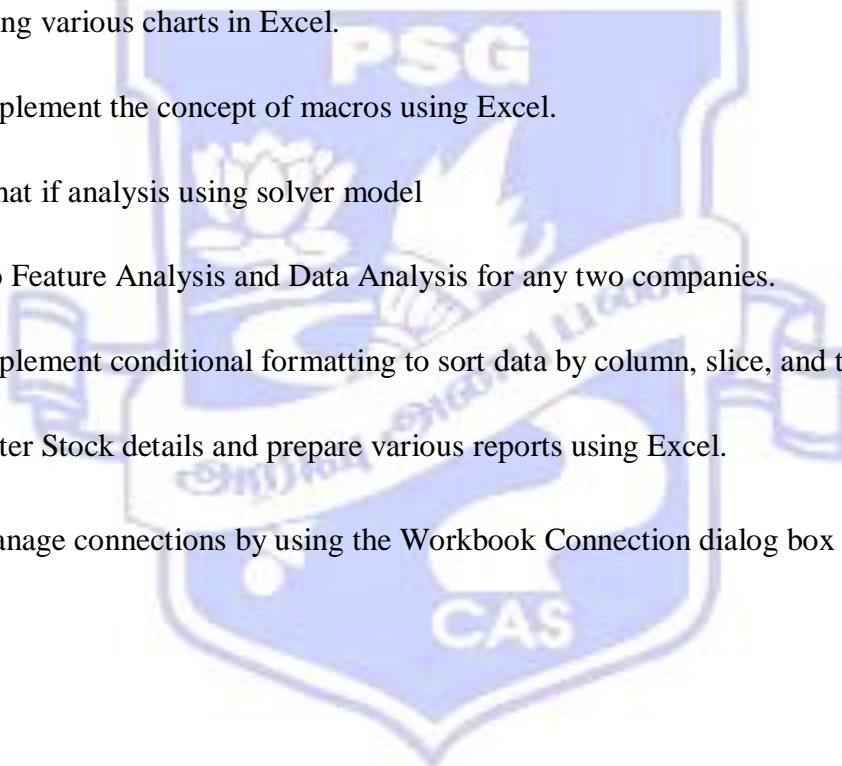 ing various charts in Excel.
PSG
plement the concept of macros using Excel.
hat if analysis using solver model
Feature Analysis and Data Analysis for any two companies.
plement conditional formatting to sort data by column, slice, and t
ter Stock details and prepare various reports using Excel.
anage connections by using the Workbook Connection dialog box
CAS